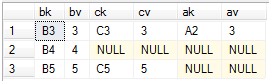 bk bv ck cv ak av
1 B3 3 C3 3 A2 3
2 B4 4 NULL NULL NULL NULL
3 B5 5 C5 5 NULL NULL